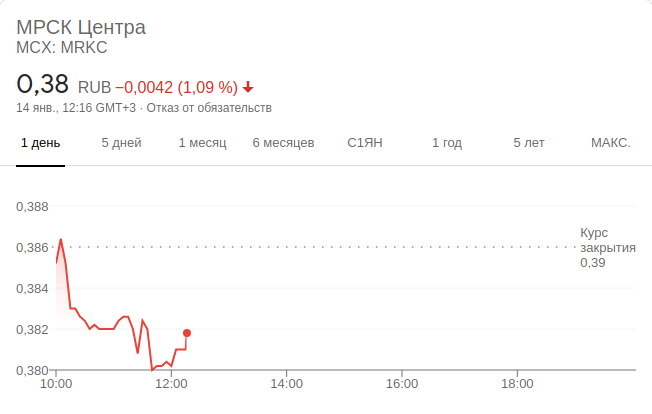 МРСК Центра
MCX: MRKC
0,38 RUB −0,0042 (1,09 %)
14 янв., 12:16 GMT+3 · Отказ от обязательств
1 день 5 дней 1 месяц 6 месяцев С1ЯН 1 год 5 лет МАКС.
0,388
Курс
0,386 закрытия
0,39
0,384
0,382
0,380
10:00 12:00 14:00 16:00 18:00